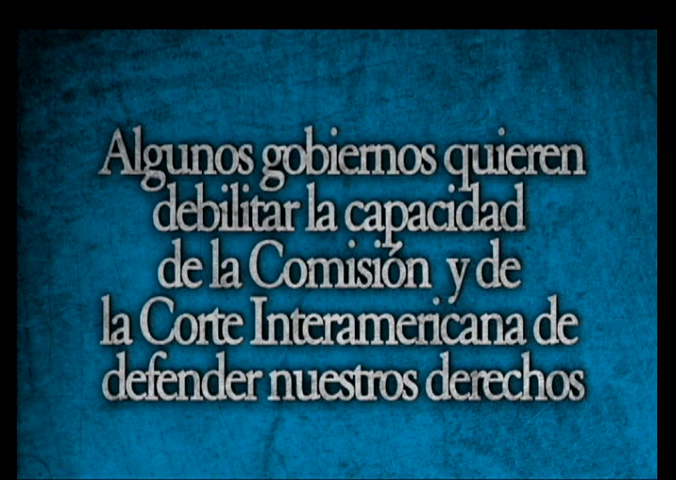 Algunos gobiernos quieren
debilitar la capacidad
de la Comisión y de
la Corte Interamericana de
defender nuestros derechos